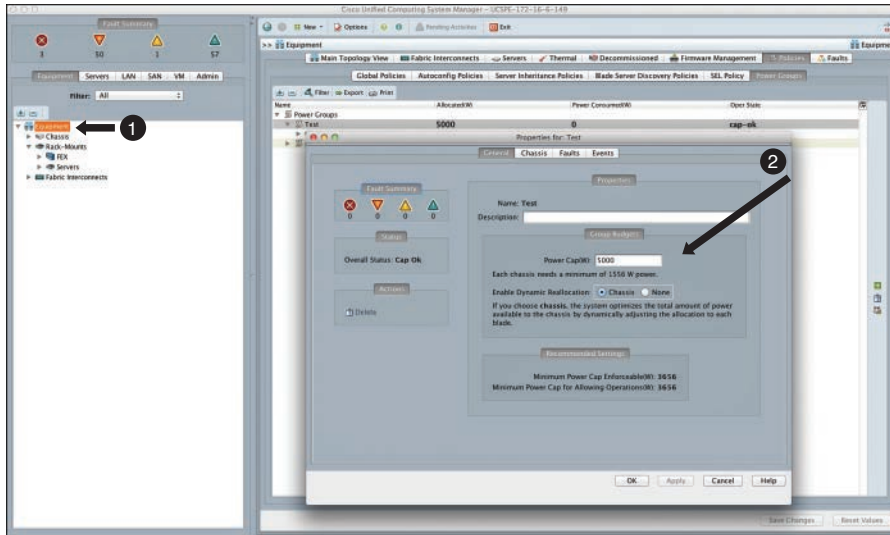 Cisco Unified Computing System Manager - UCSPE-172-16-6-149
Fault Summary
1 50 1 57
Equipment Servers LAN SAN VM Admin
Filter: All
Equipment
Chassis
Rack-Mounts
FEX
Servers
Fabric Interconnects
1
New Options Pending Activities Exit
>> Equipment
Equipment
Main Topology View Fabric Interconnects Servers Thermal Decommissioned Firmware Management Policies Faults
Global Policies Autoconfig Policies Server Inheritance Policies Blade Server Discovery Policies SEL Policy Power Groups
Filter Export Print
Name Allocated(W) Power Consumed(W) Oper State
Power Groups
Test 5000 0 cap-ok
Properties for: Test
General Chassis Faults Events
2
Fault Summary
0 0 0 0
Status
Overall Status: Cap Ok
Actions
Delete
Properties
Name: Test
Description:
Group Budgets
Power Cap(W): 5000
Each chassis needs a minimum of 1556 W power.
Enable Dynamic Reallocation: Chassis None
If you choose chassis, the system optimizes the total amount of power
available to the chassis by dynamically adjusting the allocation to each
blade.
Recommended Settings
Minimum Power Cap Enforceable(W): 3656
Minimum Power Cap for Allowing Operations(W): 3656
OK Apply Cancel Help
Save Changes Reset Values